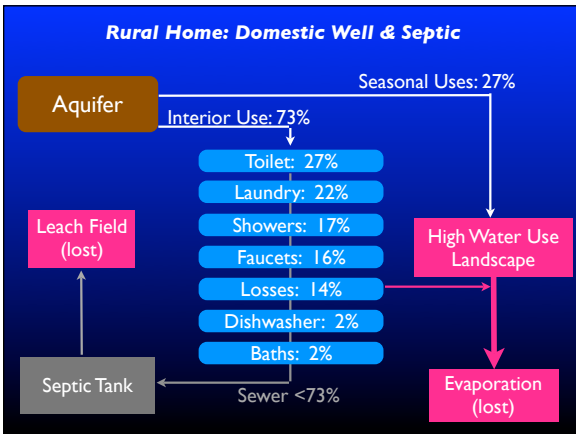 Rural Home: Domestic Well & Septic
Seasonal Uses: 27%
Aquifer
Interior Use: 73%
Toilet: 27%
Laundry: 22%
Showers: 17%
Faucets: 16%
Losses: 14%
Dishwasher: 2%
Baths: 2%
Leach Field
(lost)
High Water Use
Landscape
Septic Tank
Sewer <73%
Evaporation
(lost)